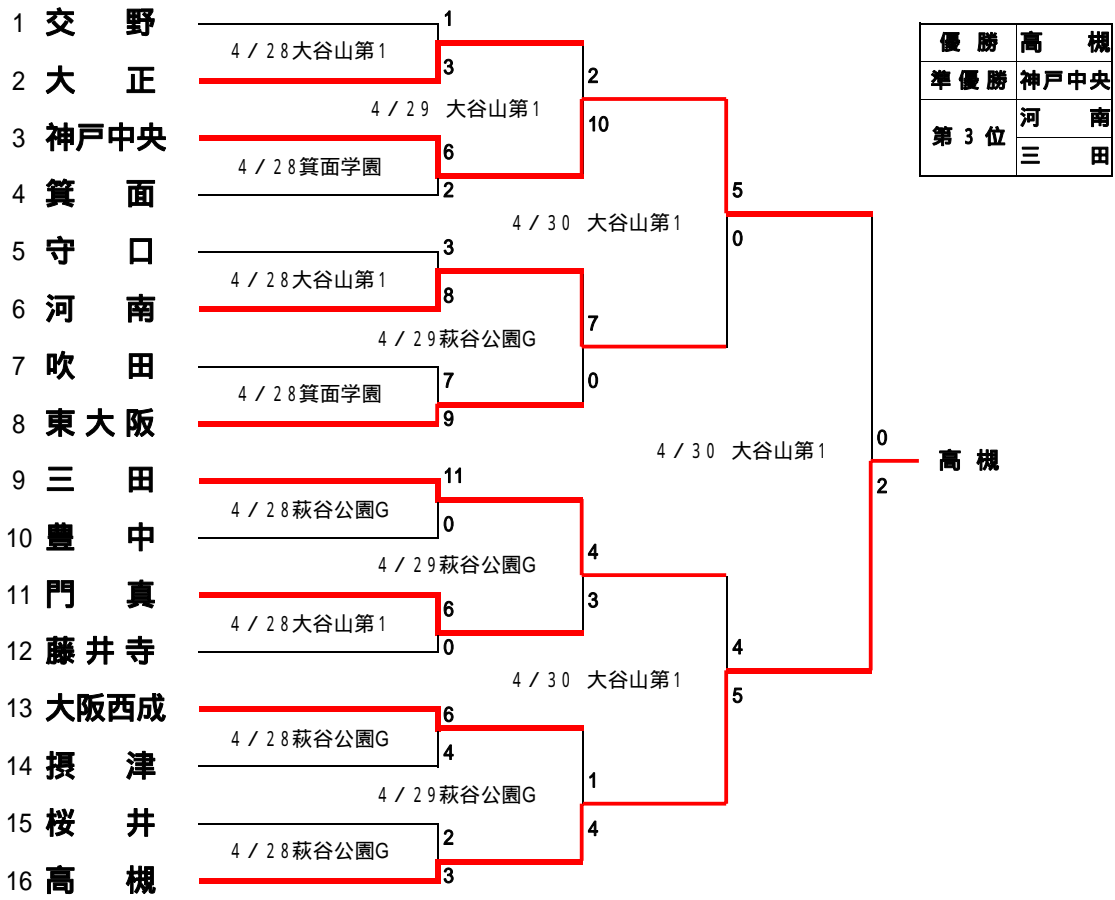 1 交野
1
4/28大谷山第1
2 大正
3
2
4/29 大谷山第1
10
3 神戸中央
6
4/28箕面学園
4 箕面
2
5
4/30 大谷山第1
0
5 守口
3
4/28大谷山第1
6 河南
8
7
4/29萩谷公園G
0
7 吹田
7
4/28箕面学園
8 東大阪
9
0
4/30 大谷山第1
2
高槻
9 三田
11
4/28萩谷公園G
10 豊中
0
4
4/29萩谷公園G
3
11 門真
6
4/28大谷山第1
12 藤井寺
0
4
4/30 大谷山第1
5
13 大阪西成
6
4/28萩谷公園G
14 摂津
4
1
4/29萩谷公園G
4
15 桜井
2
4/28萩谷公園G
16 高槻
3
優勝 高槻
準優勝 神戸中央
第3位 河南
三田